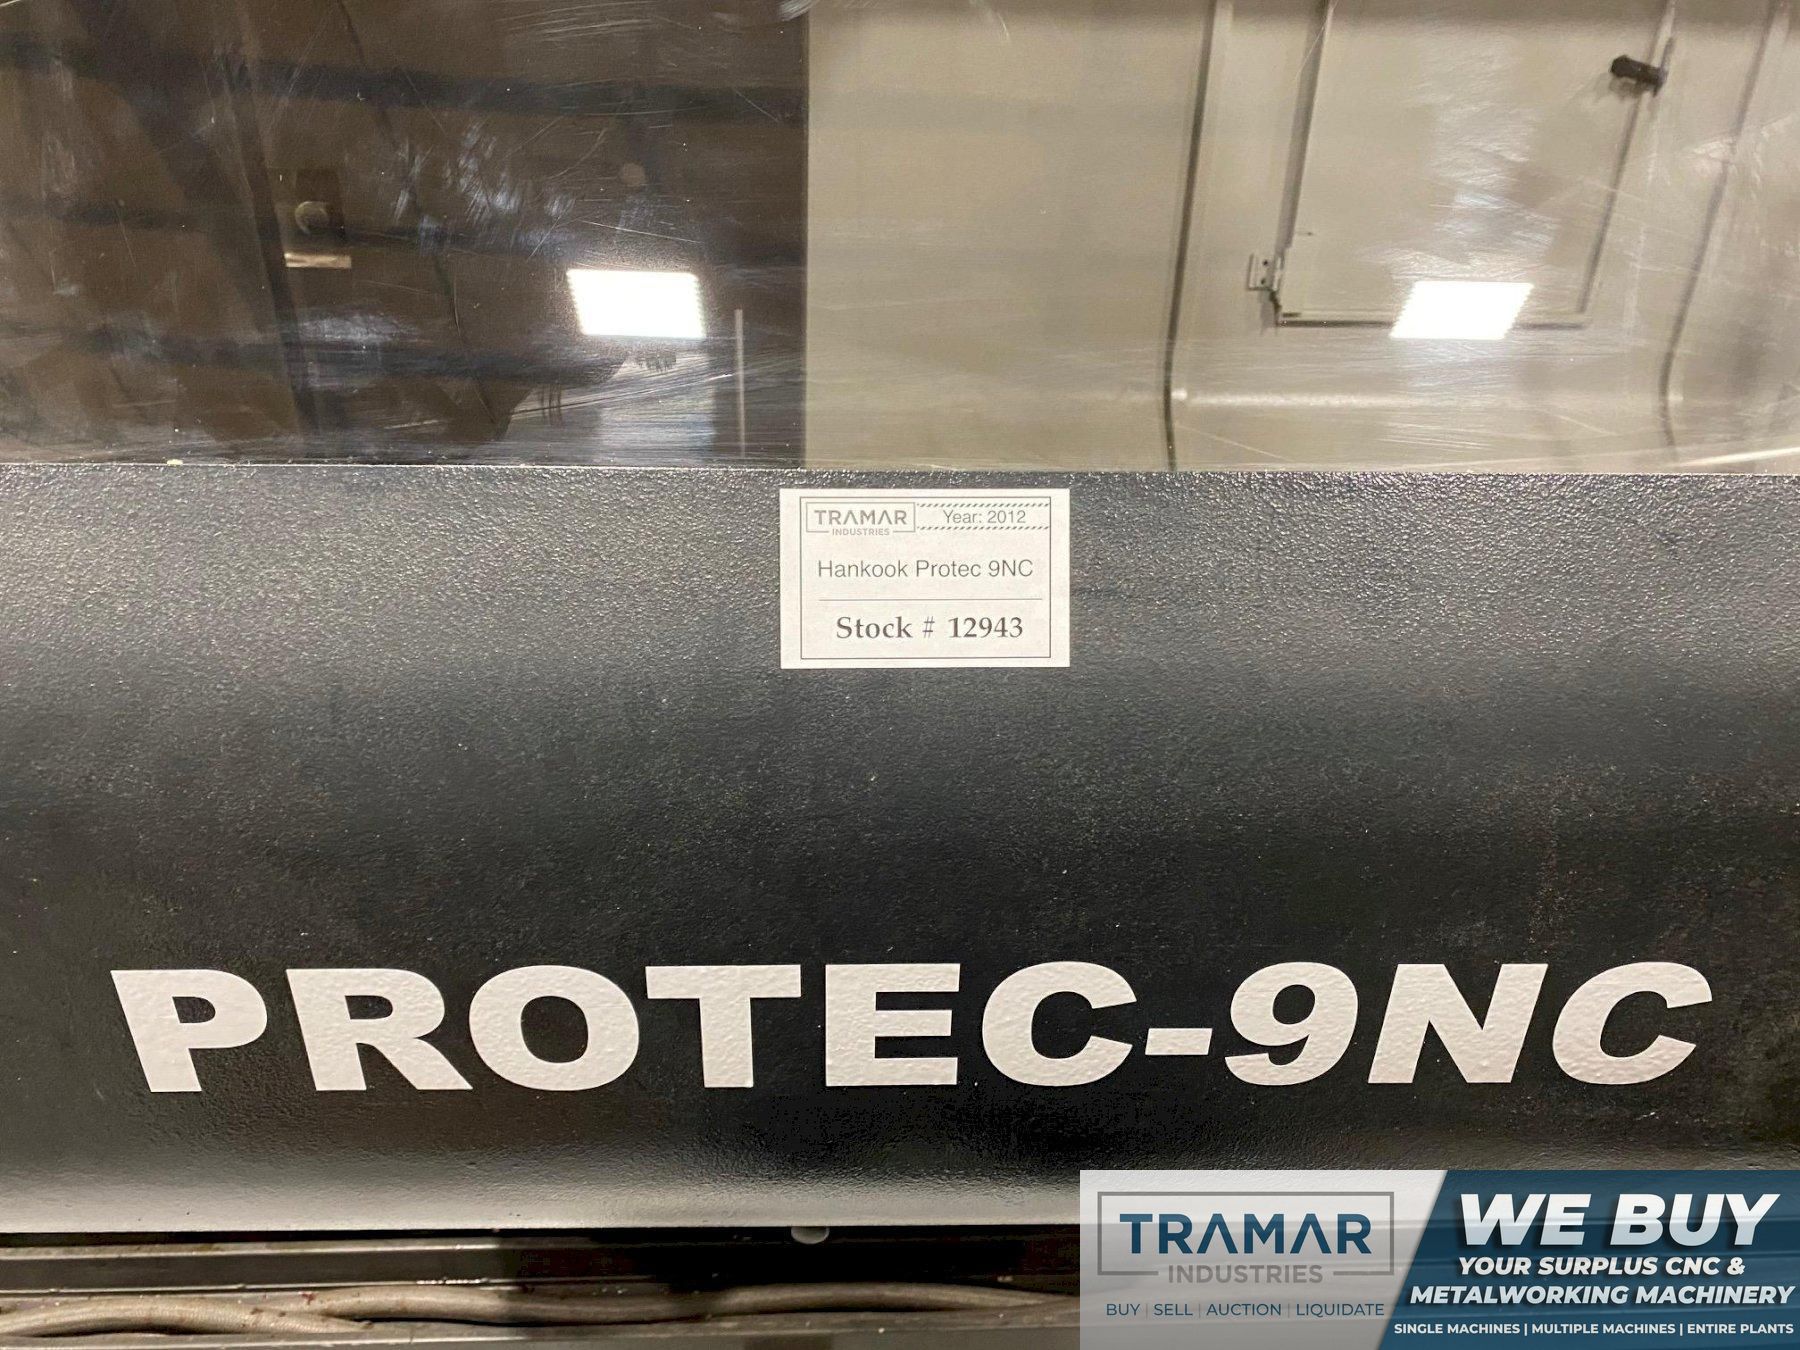 TRAMAR
INDUSTRIES
Year: 2012
Hankook Protec 9NC
Stock # 12943
PROTEC-9NC
TRAMAR
INDUSTRIES
BUY | SELL | AUCTION | LIQUIDATE
WE BUY
YOUR SURPLUS CNC &
METALWORKING MACHINERY
SINGLE MACHINES | MULTIPLE MACHINES | ENTIRE PLANTS